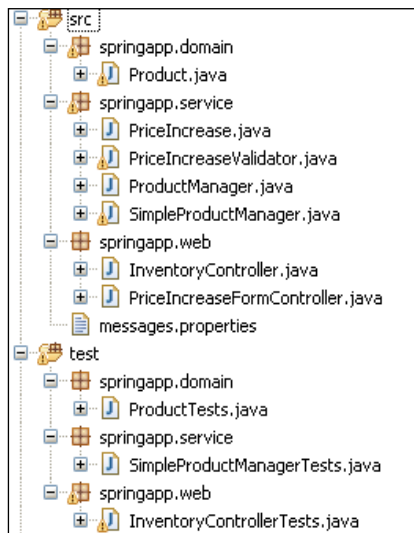 src
springapp.domain
Product.java
springapp.service
PriceIncrease.java
PriceIncreaseValidator.java
ProductManager.java
SimpleProductManager.java
springapp.web
InventoryController.java
PriceIncreaseFormController.java
messages.properties
test
springapp.domain
ProductTests.java
springapp.service
SimpleProductManagerTests.java
springapp.web
InventoryControllerTests.java